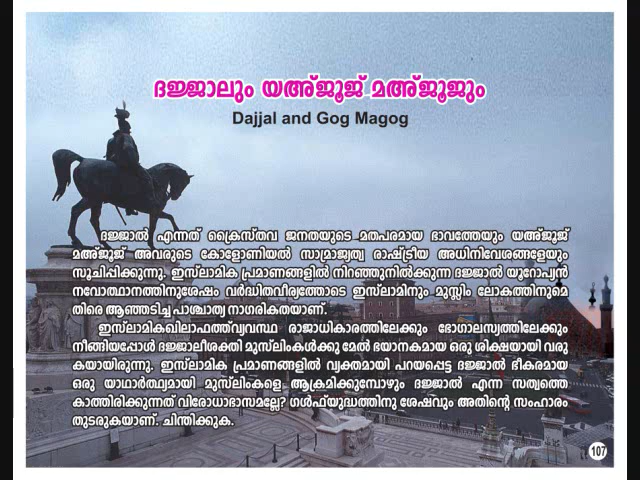 ദജ്ജാലും യഅ്ജൂജ് മഅ്ജൂജും
Dajjal and Gog Magog
ദജ്ജാൽ എന്നത് ക്രൈസ്തവ ജനതയുടെ മതപരമായ ഭാവത്തേയും യഅ്ജൂജ്
മഅ്ജൂജ് അവരുടെ കോളോണിയൽ സാമ്രാജ്യത്വ രാഷ്ട്രീയ അധിനിവേശങ്ങളേയും
സൂചിപ്പിക്കുന്നു. ഇസ്‌ലാമിക പ്രമാണങ്ങളിൽ നിറഞ്ഞുനിൽക്കുന്ന ദജ്ജാൽ യൂറോപ്യൻ
നവോത്ഥാനത്തിനുശേഷം വർദ്ധിതവീര്യത്തോടെ ഇസ്‌ലാമിനും മുസ്ലിം ലോകത്തിനുമെ
തിരെ ആഞ്ഞടിച്ച പാശ്ചാത്യ നാഗരികതയാണ്.
ഇസ്‌ലാമികഖിലാഫത്ത്‌വ്യവസ്ഥ രാജാധികാരത്തിലേക്കും ഭോഗാലസ്യത്തിലേക്കും
നീങ്ങിയപ്പോൾ ദജ്ജാലീശക്തി മുസ്‌ലിംകൾക്കു മേൽ ഭയാനകമായ ഒരു ശിക്ഷയായി വരു
കയായിരുന്നു. ഇസ്‌ലാമിക പ്രമാണങ്ങളിൽ വ്യക്തമായി പറയപ്പെട്ട ദജ്ജാൽ ഭീകരമായ
ഒരു യാഥാർത്ഥ്യമായി മുസ്‌ലിംകളെ ആക്രമിക്കുമ്പോഴും ദജ്ജാൽ എന്ന സത്വത്തെ
കാത്തിരിക്കുന്നത് വിരോധാഭാസമല്ലേ? ഗൾഫ്‌യുദ്ധത്തിനു ശേഷവും അതിന്റെ സംഹാരം
തുടരുകയാണ്. ചിന്തിക്കുക.
107